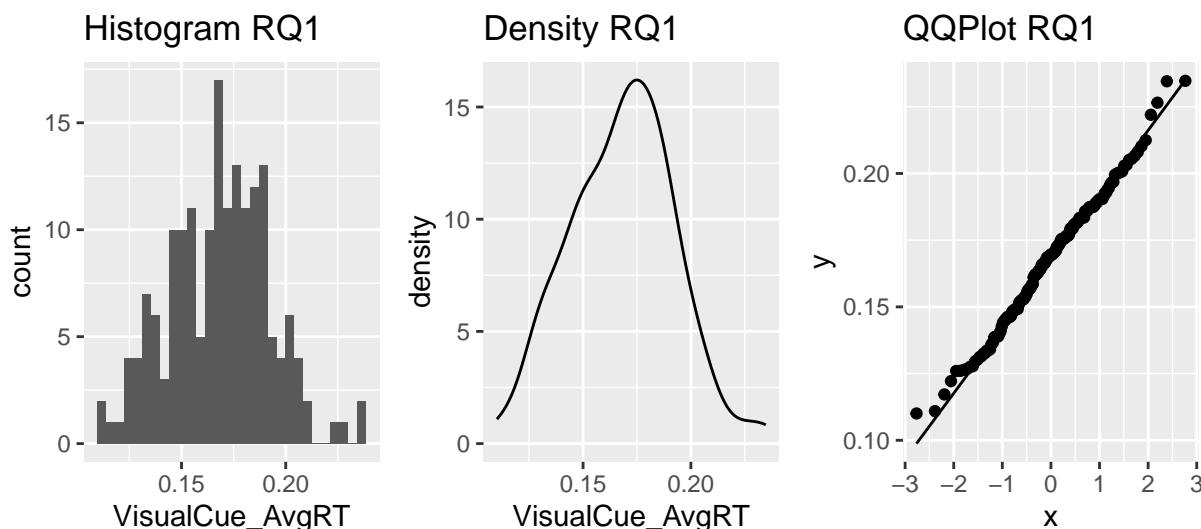 Histogram RQ1
15
10
5
0
count
0.15 0.20
VisualCue_AvgRT
Density RQ1
15
10
5
0
density
0.15 0.20
VisualCue_AvgRT
QQPlot RQ1
0.20
0.15
0.10
y
−3 −2 −1 0 1 2 3
x